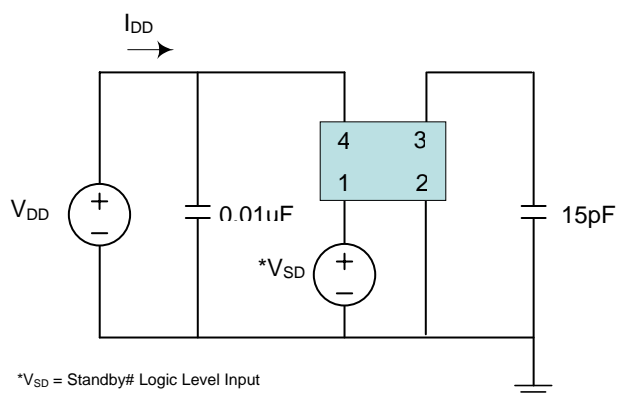 IDD
4 3
1 2
VDD
0.01uF
15pF
*VSD
*VSD = Standby# Logic Level Input